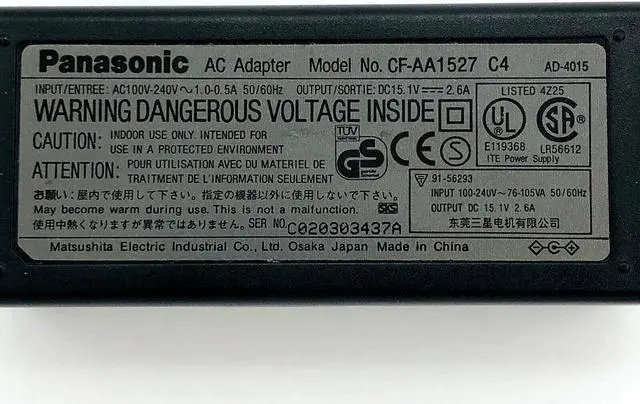 Panasonic AC Adapter Model No. CF-AA1527 C4 AD-4015
INPUT/ENTREE: AC100V-240V~1.0-0.5A 50/60Hz OUTPUT/SORTIE: DC15.1V 2.6A
WARNING DANGEROUS VOLTAGE INSIDE
CAUTION: INDOOR USE ONLY. INTENDED FOR
USE IN A PROTECTED ENVIRONMENT
ATTENTION: POUR UTILISATION AVEC DU MATERIEL DE
TRAITMENT DE L'INFORMATION SEULEMENT.
お願い:屋内で使用して下さい。指定の機器以外に使用しないで下さい。
May become warm during use. This is not a malfunction.
使用中熱くなりますが異常ではありません。 SER NO. C020303437A
TÜV
GS
CE
S
LISTED 4Z25
UL
SA
E119368 LR56612
ITE Power Supply
91-56293
INPUT 100-240V~76-105VA 50/60Hz
OUTPUT DC 15.1V 2.6A
东莞三星电机有限公司
Matsushita Electric Industrial Co., Ltd. Osaka Japan Made in China